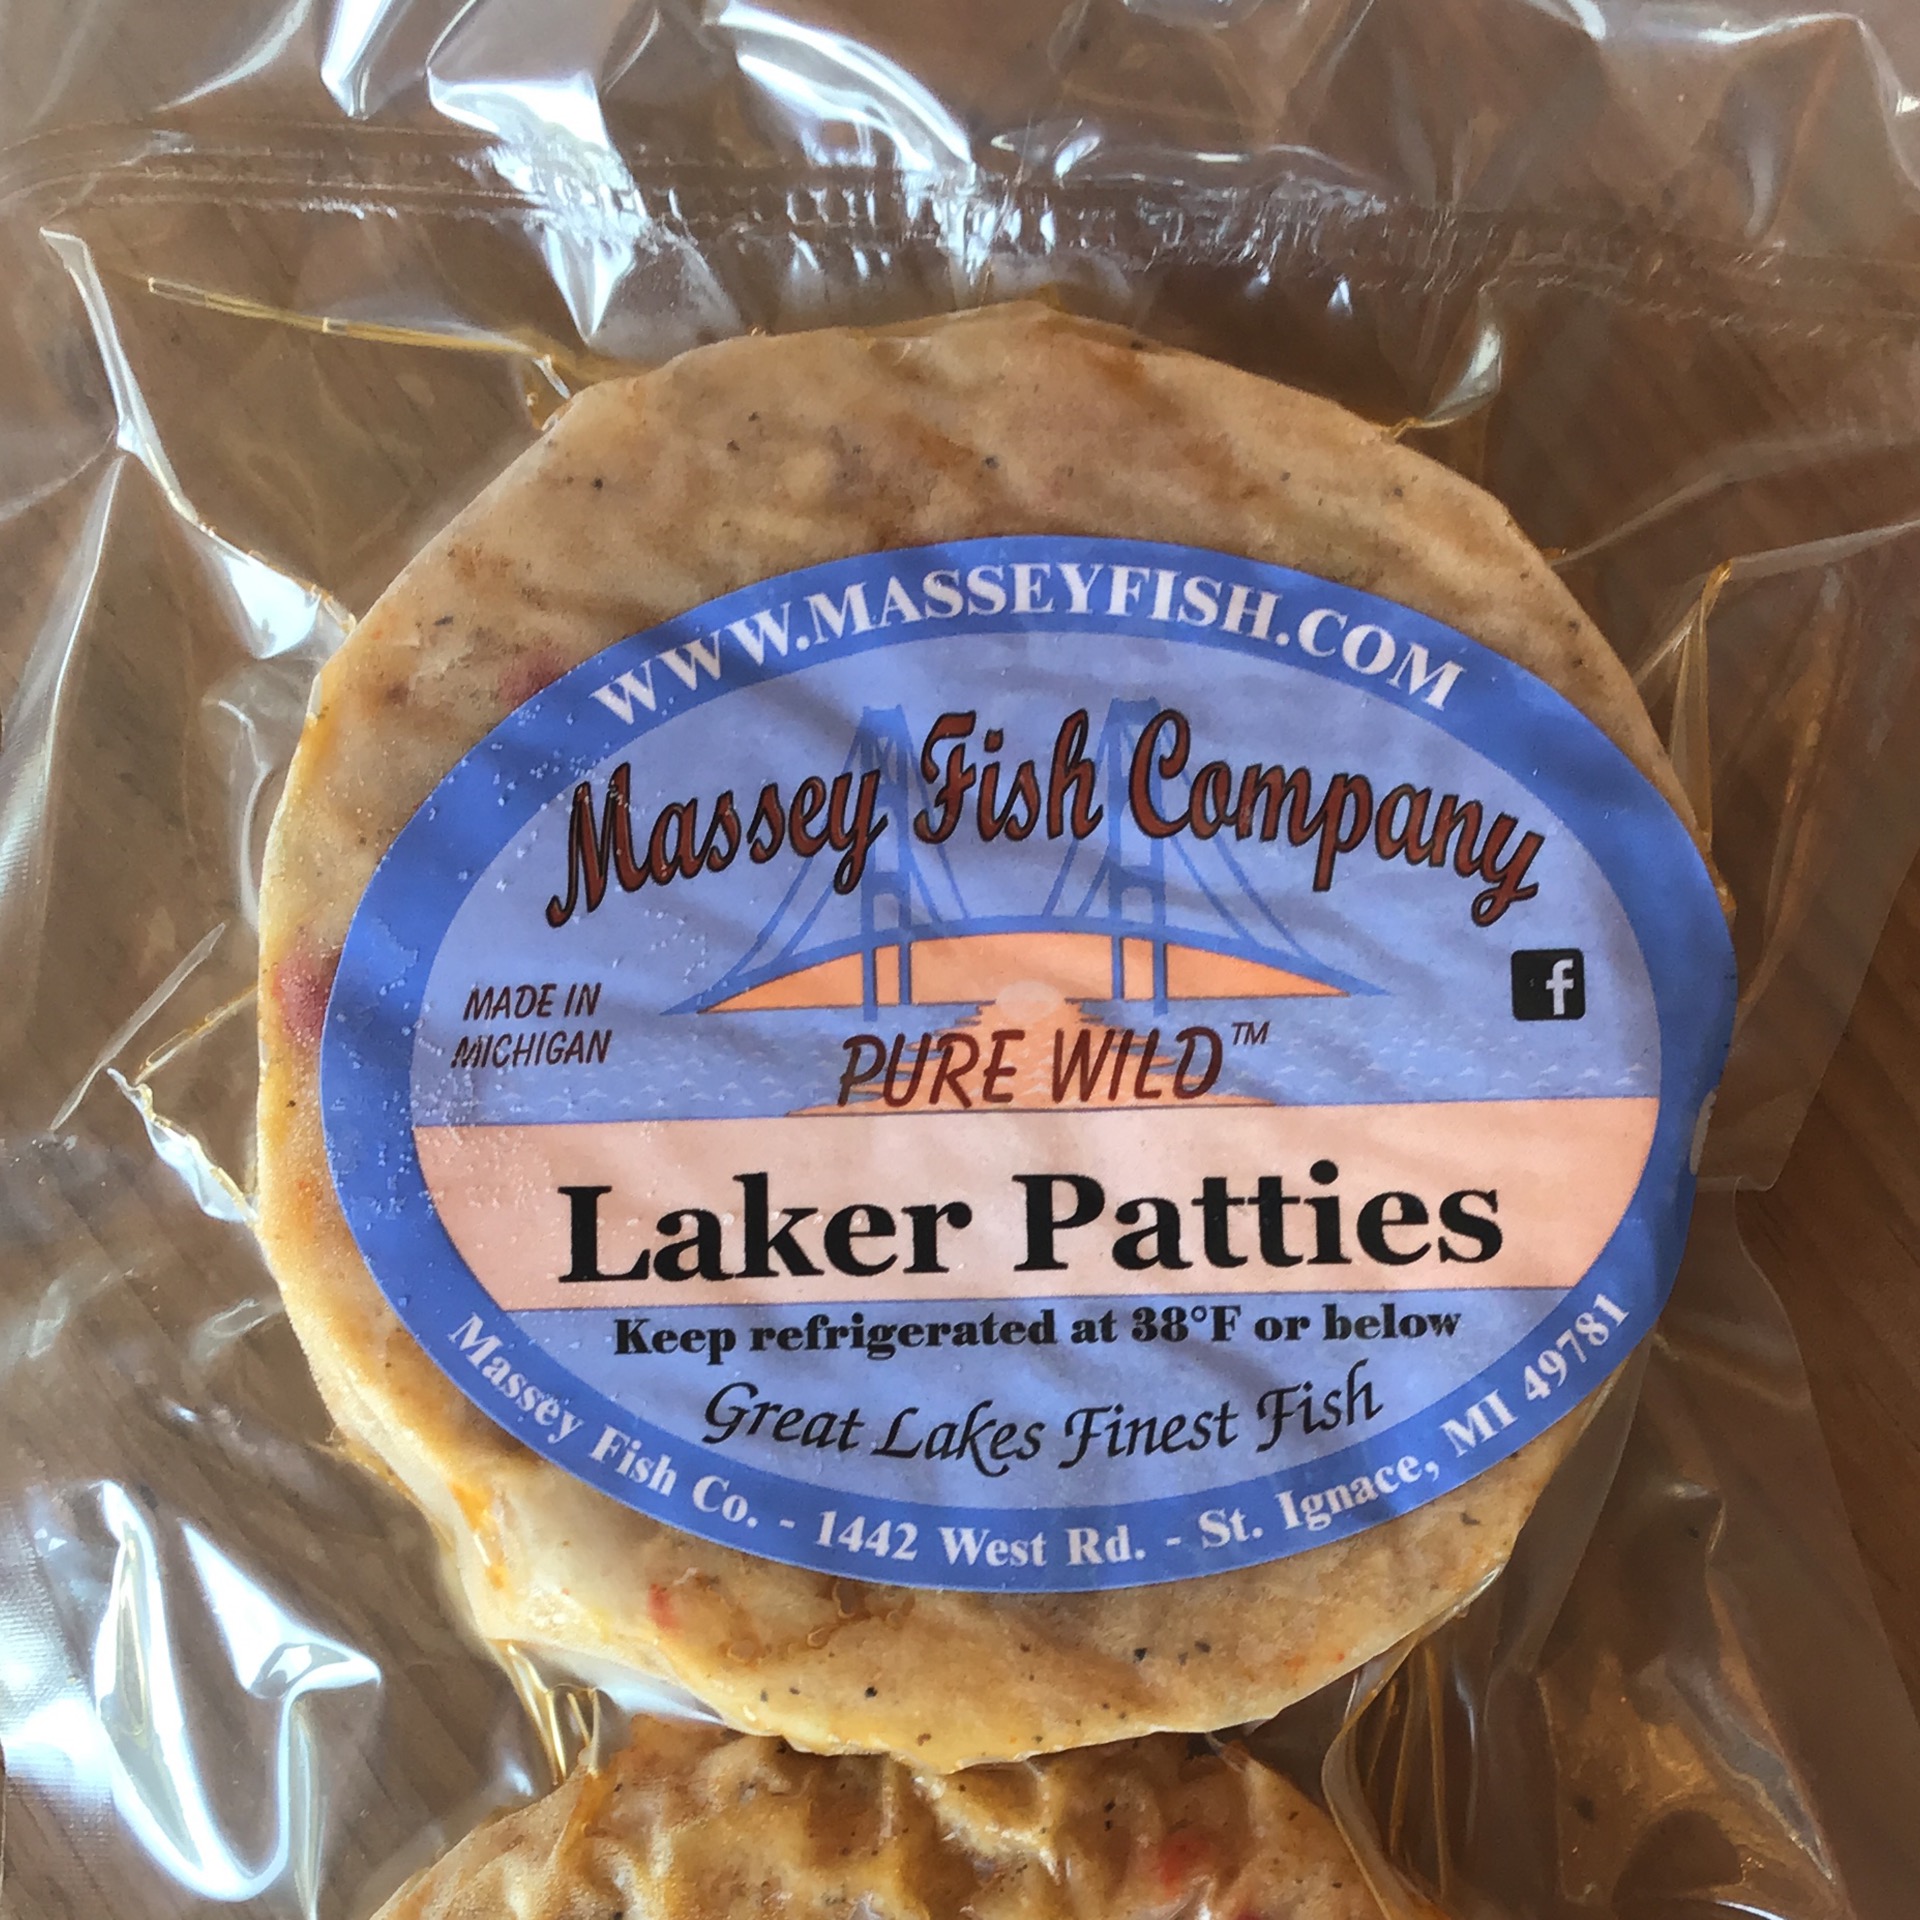 WWW.MASSEYFISH.COM
Massey Fish Company
MADE IN
MICHIGAN
f
PURE WILD™
Laker Patties
Keep refrigerated at 38°F or below
Great Lakes Finest Fish
Massey Fish Co. - 1442 West Rd. - St. Ignace, MI 49781